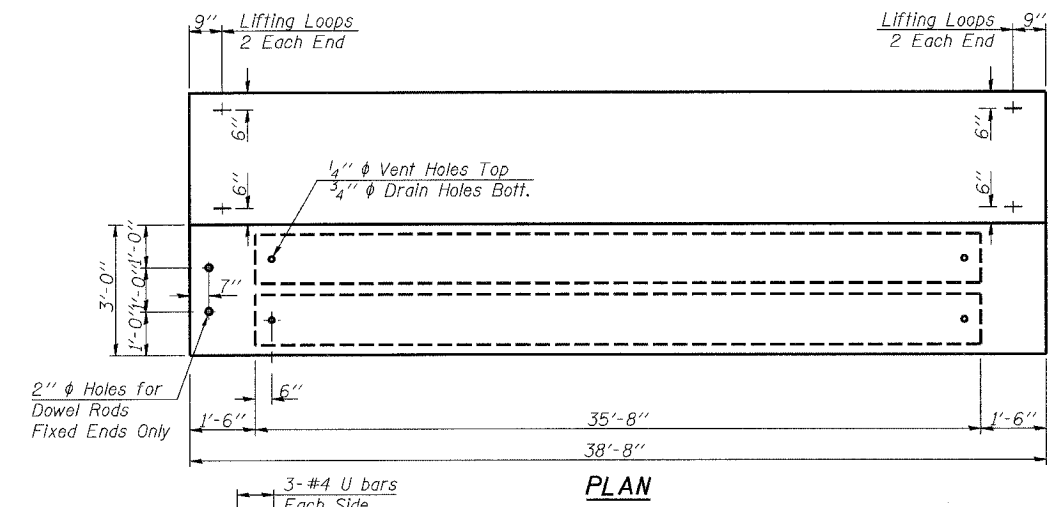 9"
Lifting Loops
2 Each End
Lifting Loops
2 Each End
9"
6"
6"
6"
6"
1/4" ϕ Vent Holes Top
3/4" ϕ Drain Holes Bott.
3'-0"
1'-0"
1'-0"
1'-0"
7"
2" ϕ Holes for
Dowel Rods
Fixed Ends Only
6"
1'-6"
35'-8"
1'-6"
38'-8"
PLAN
3-#4 U bars
Each Side